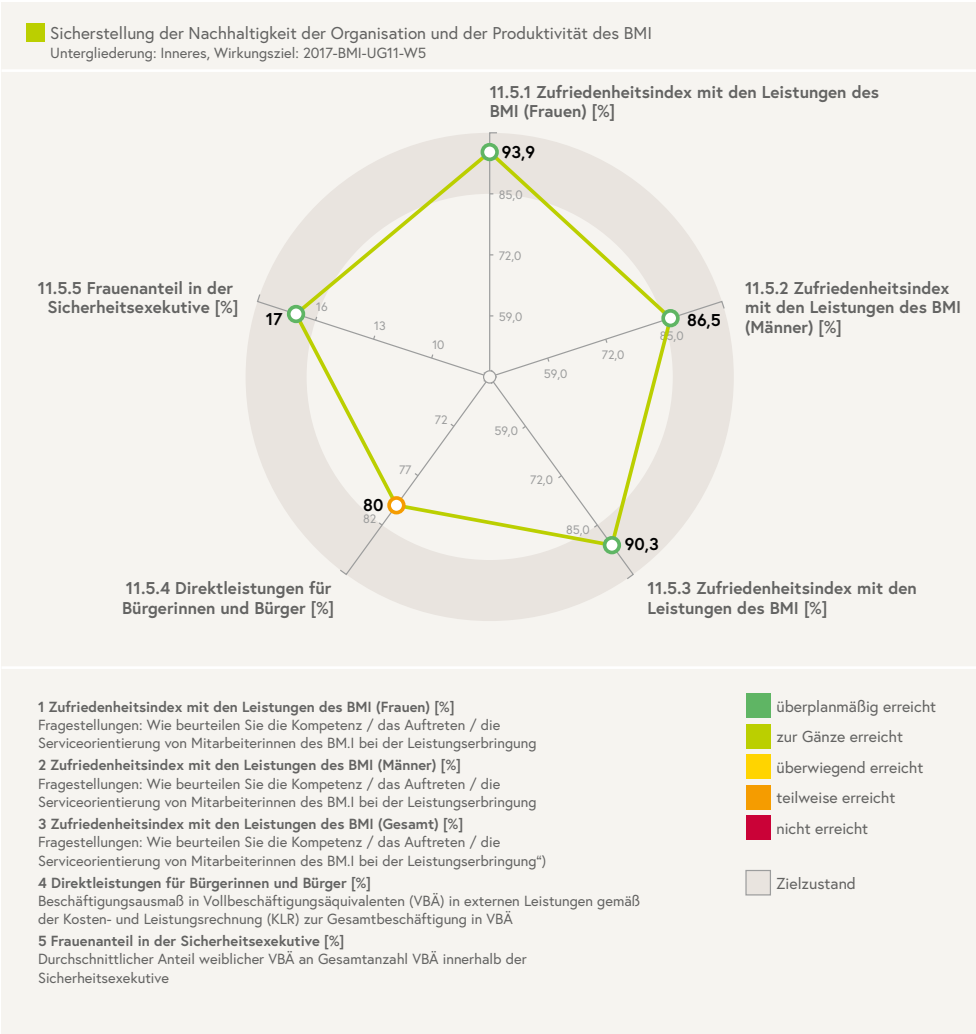 Sicherstellung der Nachhaltigkeit der Organisation und der Produktivität des BMI
Untergliederung: Inneres, Wirkungsziel: 2017-BMI-UG11-W5
11.5.1 Zufriedenheitsindex mit den Leistungen des
BMI (Frauen) [%]
93,9
85,0
72,0
59,0
11.5.2 Zufriedenheitsindex
mit den Leistungen des BMI
(Männer) [%]
86,5
85,0
72,0
59,0
11.5.5 Frauenanteil in der
Sicherheitsexekutive [%]
17
16
13
10
59,0
72,0
85,0
90,3
11.5.3 Zufriedenheitsindex mit den
Leistungen des BMI [%]
72
77
80
82
11.5.4 Direktleistungen für
Bürgerinnen und Bürger [%]
1 Zufriedenheitsindex mit den Leistungen des BMI (Frauen) [%]
Fragestellungen: Wie beurteilen Sie die Kompetenz / das Auftreten / die
Serviceorientierung von Mitarbeiterinnen des BM.I bei der Leistungserbringung
2 Zufriedenheitsindex mit den Leistungen des BMI (Männer) [%]
Fragestellungen: Wie beurteilen Sie die Kompetenz / das Auftreten / die
Serviceorientierung von Mitarbeiterinnen des BM.I bei der Leistungserbringung
3 Zufriedenheitsindex mit den Leistungen des BMI (Gesamt) [%]
Fragestellungen: Wie beurteilen Sie die Kompetenz / das Auftreten / die
Serviceorientierung von Mitarbeiterinnen des BM.I bei der Leistungserbringung“)
4 Direktleistungen für Bürgerinnen und Bürger [%]
Beschäftigungsausmaß in Vollbeschäftigungsäquivalenten (VBÄ) in externen Leistungen gemäß
der Kosten- und Leistungsrechnung (KLR) zur Gesamtbeschäftigung in VBÄ
5 Frauenanteil in der Sicherheitsexekutive [%]
Durchschnittlicher Anteil weiblicher VBÄ an Gesamtanzahl VBÄ innerhalb der
Sicherheitsexekutive
überplanmäßig erreicht
zur Gänze erreicht
überwiegend erreicht
teilweise erreicht
nicht erreicht
Zielzustand